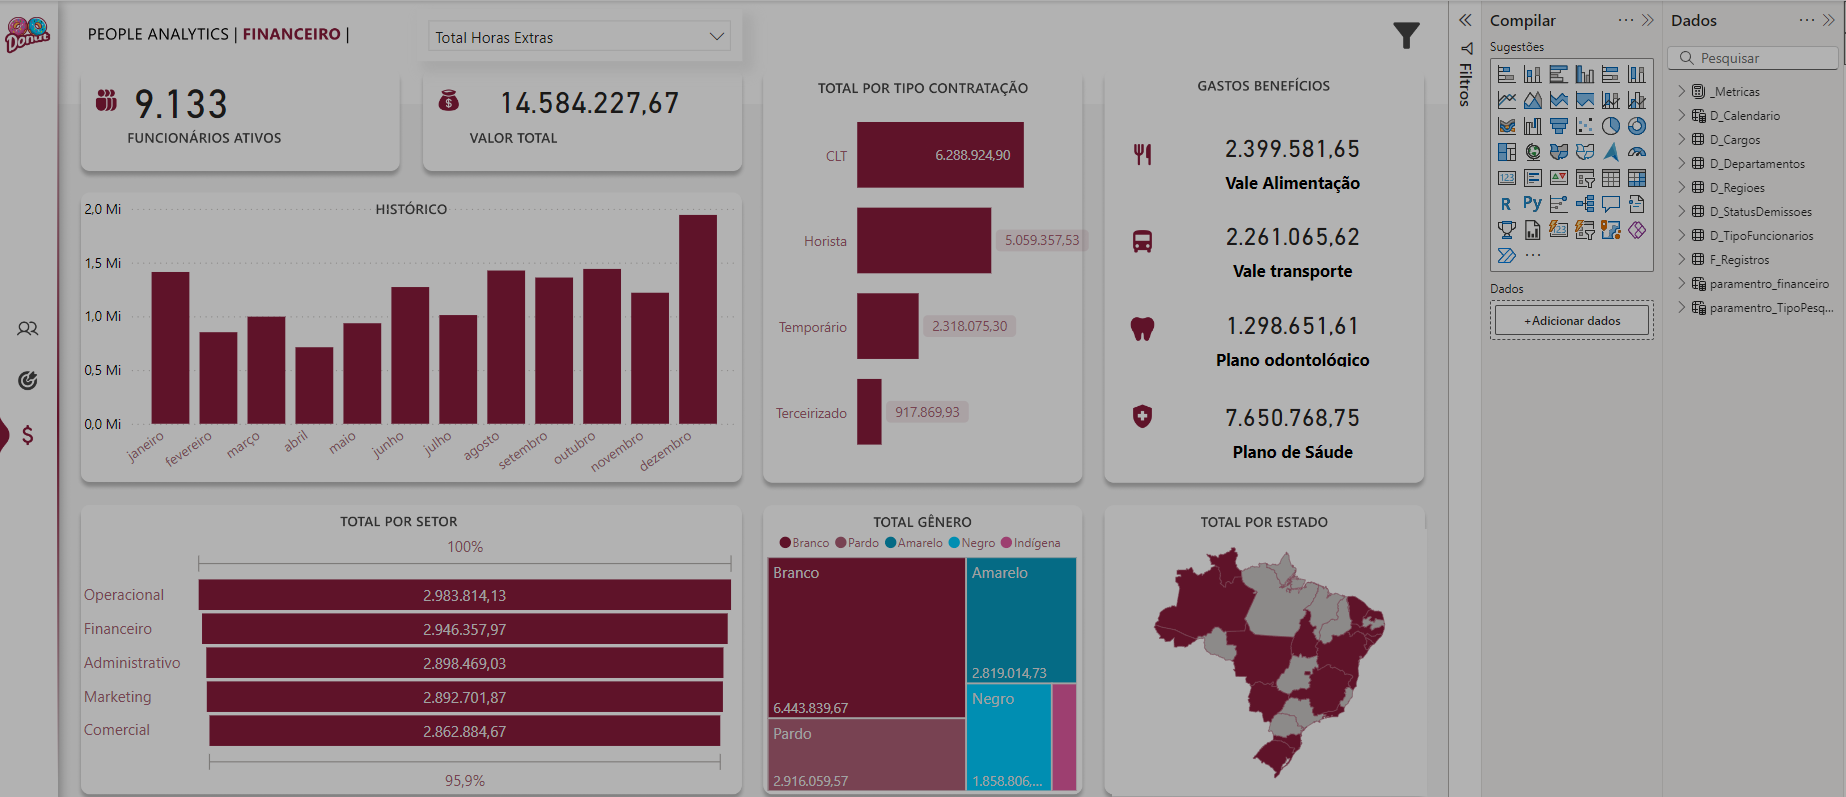 Donut
PEOPLE ANALYTICS | FINANCEIRO |
Total Horas Extras
9.133
FUNCIONÁRIOS ATIVOS
14.584.227,67
VALOR TOTAL
HISTÓRICO
2,0 Mi
1,5 Mi
1,0 Mi
0,5 Mi
0,0 Mi
janeiro
fevereiro
março
abril
maio
junho
julho
agosto
setembro
outubro
novembro
dezembro
TOTAL POR TIPO CONTRATAÇÃO
CLT
6.288.924,90
Horista
5.059.357,53
Temporário
2.318.075,30
Terceirizado
917.869,93
GASTOS BENEFÍCIOS
2.399.581,65
Vale Alimentação
2.261.065,62
Vale transporte
1.298.651,61
Plano odontológico
7.650.768,75
Plano de Sáude
TOTAL POR SETOR
100%
Operacional
2.983.814,13
Financeiro
2.946.357,97
Administrativo
2.898.469,03
Marketing
2.892.701,87
Comercial
2.862.884,67
95,9%
TOTAL GÊNERO
Branco Pardo Amarelo Negro Indígena
Branco
6.443.839,67
Pardo
2.916.059,57
Amarelo
2.819.014,73
Negro
1.858.806,...
TOTAL POR ESTADO
Filtros
Compilar
Sugestões
123
R Py
123
Dados
+Adicionar dados
Dados
Pesquisar
_Metricas
D_Calendario
D_Cargos
D_Departamentos
D_Regioes
D_StatusDemissoes
D_TipoFuncionarios
F_Registros
paramentro_financeiro
paramentro_TipoPesq...